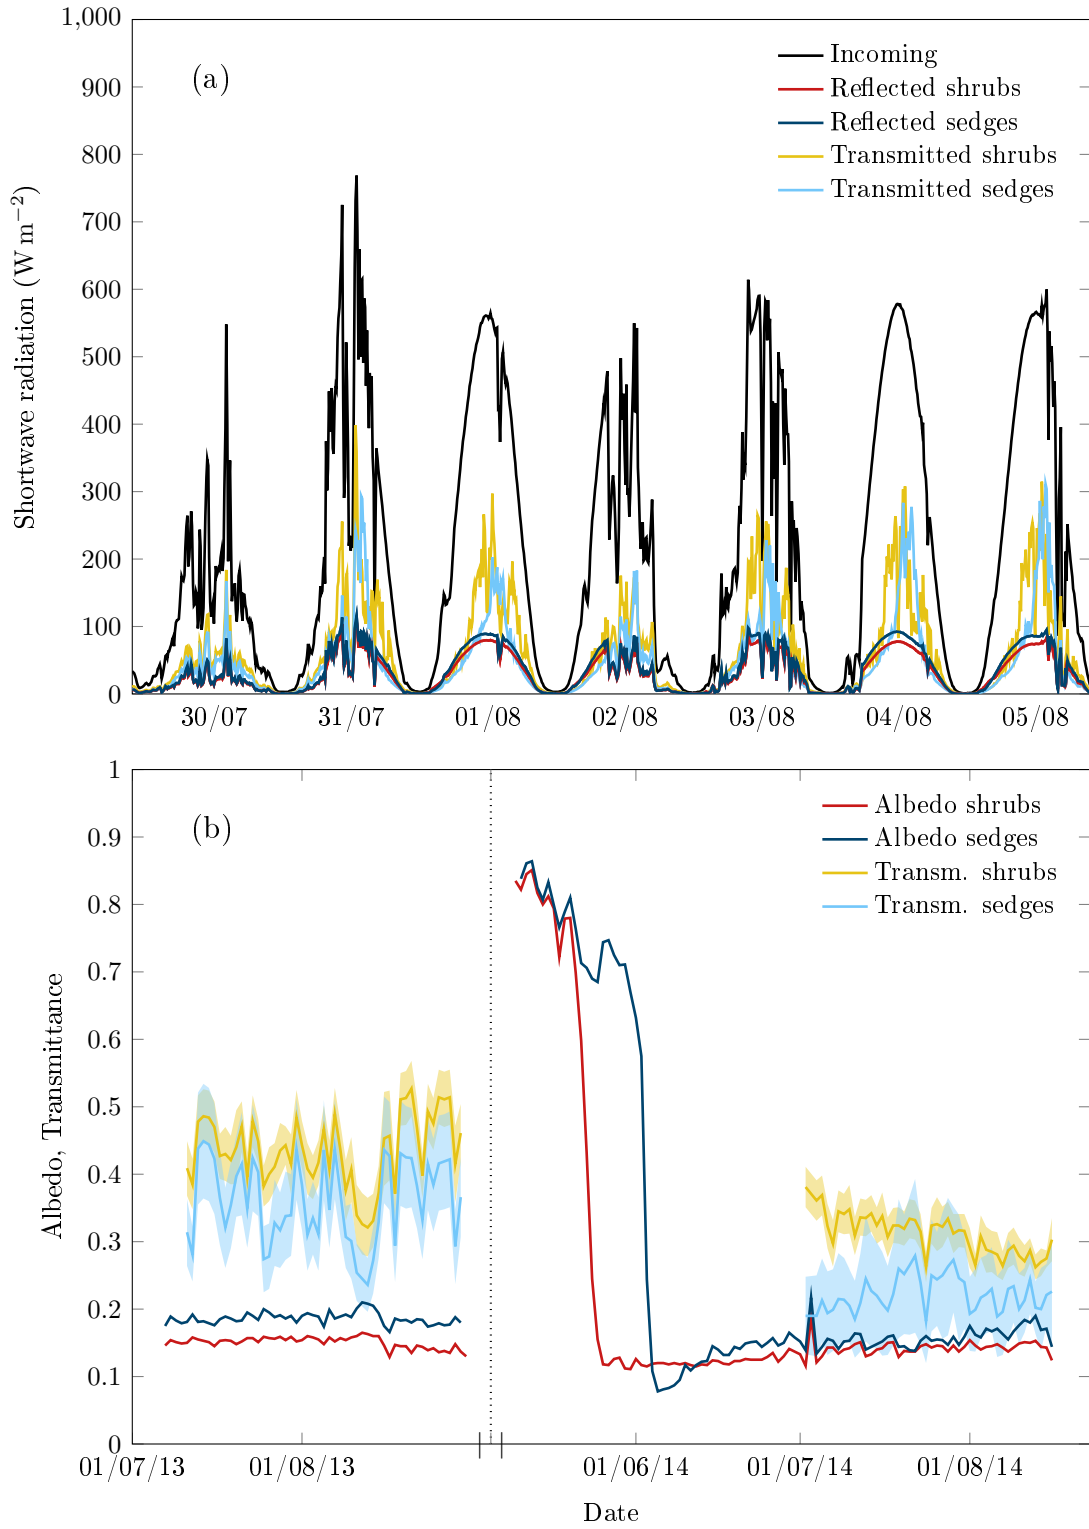 1,000
900
800
700
600
500
400
300
200
100
0
Shortwave radiation (W m−2)
(a)
Incoming
Reflected shrubs
Reflected sedges
Transmitted shrubs
Transmitted sedges
30/07 31/07 01/08 02/08 03/08 04/08 05/08
1
0.9
0.8
0.7
0.6
0.5
0.4
0.3
0.2
0.1
0
Albedo, Transmittance
(b)
Albedo shrubs
Albedo sedges
Transm. shrubs
Transm. sedges
01/07/13 01/08/13 01/06/14 01/07/14 01/08/14
Date